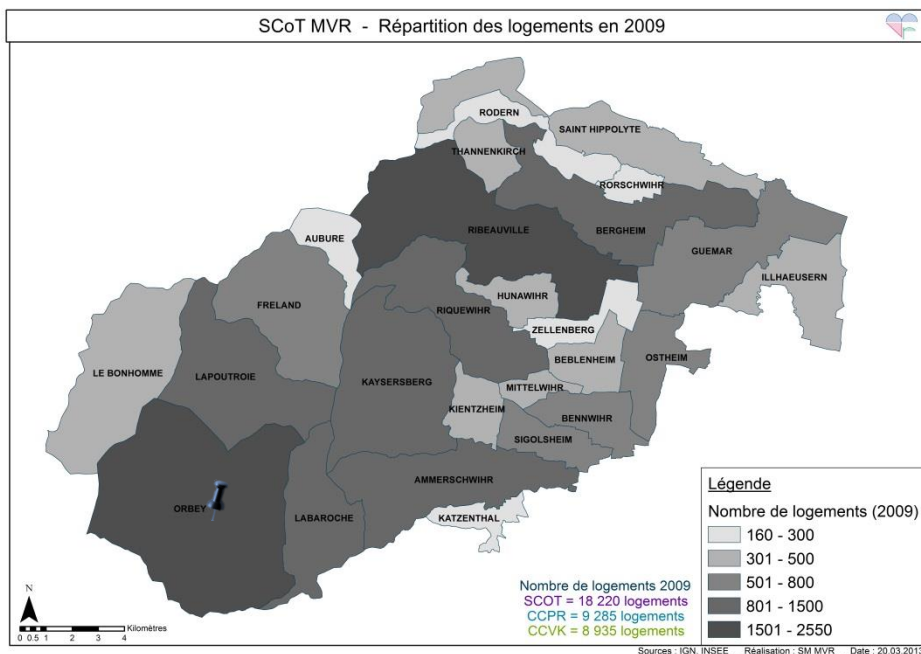 SCoT MVR - Répartition des logements en 2009
RODERN
SAINT HIPPOLYTE
THANNENKIRCH
RORSCHWIHR
AUBURE
RIBEAUVILLE
BERGHEIM
GUEMAR
ILLHAEUSERN
FRELAND
HUNAWIHR
RIQUEWIHR
ZELLENBERG
BEBLENHEIM
OSTHEIM
LE BONHOMME
LAPOUTROIE
KAYSERSBERG
MITTELWIHR
KIENTZHEIM
BENNWIHR
SIGOLSHEIM
AMMERSCHWIHR
ORBEY
LABAROCHE
KATZENTHAL
Légende
Nombre de logements (2009)
160 - 300
301 - 500
501 - 800
801 - 1500
1501 - 2550
Nombre de logements 2009
SCOT = 18 220 logements
CCPR = 9 285 logements
CCVK = 8 935 logements
N
Kilomètres
0 0.5 1 2 3 4
Sources : IGN, INSEE Réalisation : SM MVR Date : 20.03.2013